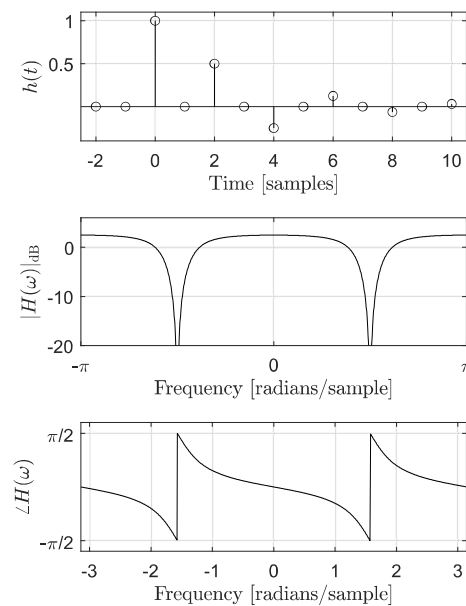 1
0.5
h(t)
-2 0 2 4 6 8 10
Time [samples]
0
-10
-20
|H(ω)|dB
-π 0 π
Frequency [radians/sample]
π/2
-π/2
∠H(ω)
-3 -2 -1 0 1 2 3
Frequency [radians/sample]